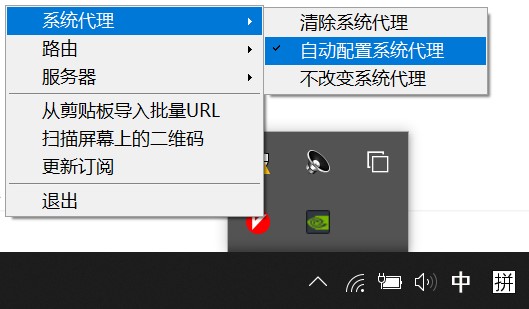 系统代理
路由
服务器
从剪贴板导入批量URL
扫描屏幕上的二维码
更新订阅
退出
清除系统代理
自动配置系统代理
不改变系统代理
中
拼